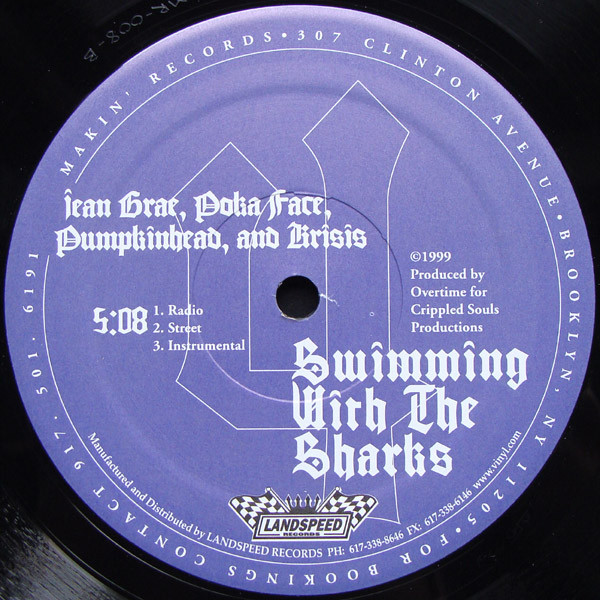 MR-008-B
MAKIN' RECORDS • 307 CLINTON AVENUE • BROOKLYN, NY 11205 • FOR BOOKINGS CONTACT 917. 501. 6191
Jean Grae, Poka Face,
Pumpkinhead, and Krisis
5:08
1. Radio
2. Street
3. Instrumental
©1999
Produced by
Overtime for
Crippled Souls
Productions
Swimming
With The
Sharks
LANDSPEED
RECORDS
Manufactured and Distributed by LANDSPEED RECORDS PH: 617-338-8646 FX: 617-338-6146 www.vinyl.com